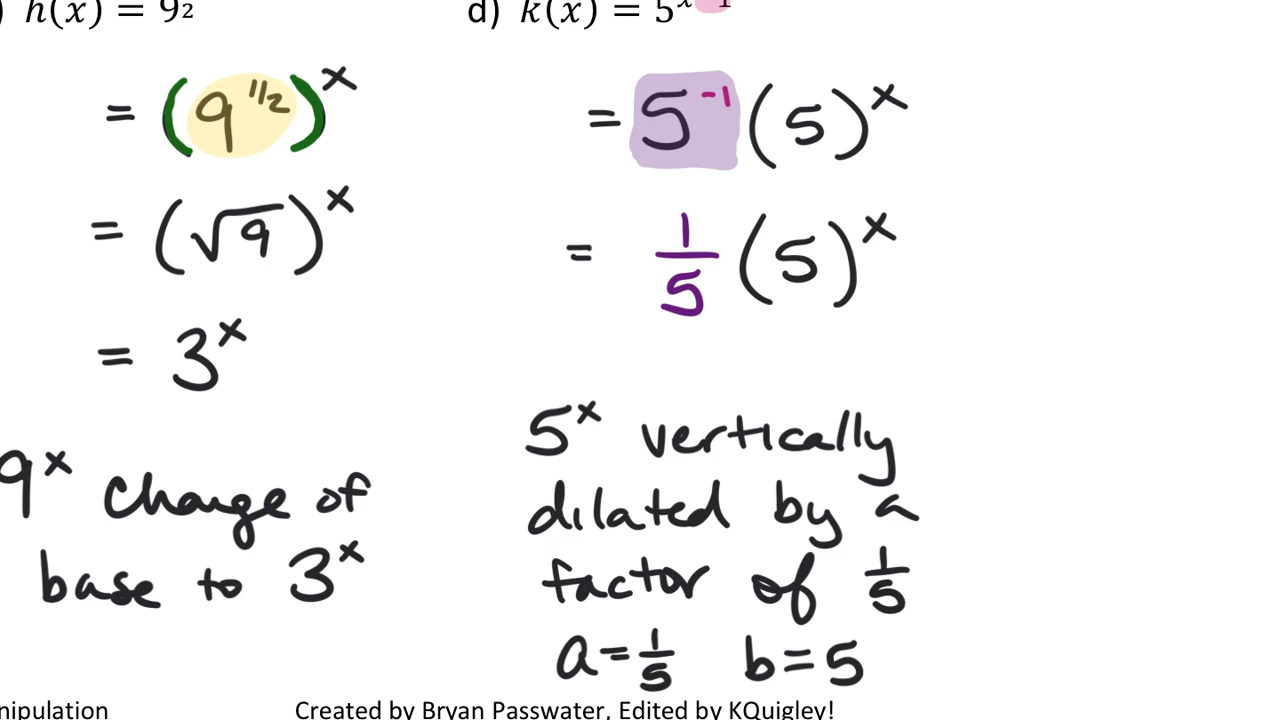 h(x) = 9 2
d) k(x) = 5^x 1
= (9^1/2)^x
= 5^-1 (5)^x
= (√9)^x
= 1/5 (5)^x
= 3^x
9^x change of
base to 3^x
5^x vertically
dilated by a
factor of 1/5
a = 1/5 b = 5
nipulation
Created by Bryan Passwater, Edited by KQuigley!